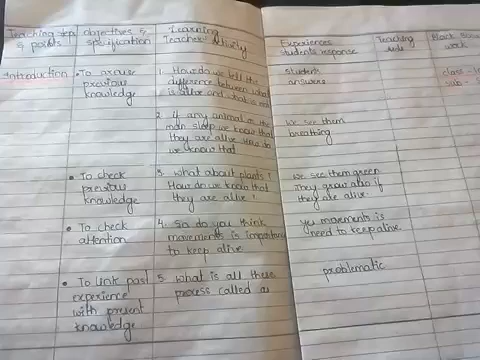 Teaching step & points
objectives & specification
Learning Teacher Activity
Experiences students response
Teaching
Black
work
Introduction
• To
previous
knowledge
1. How do we tell the
difference between what
is alive and what is
students
answers
class -
sub -
2. if any animal or
man sleep we know that
they are alive How do
we know that
we see them
breathing
• To check
previous
knowledge
3. what about plants?
How do we know that
they are alive?
we see them green
They grow also if
they are alive.
• To check
attention
4. So do you think
movements is
to keep alive
yes movements is
need to keep alive.
• To link past
experience
with present
knowledge
5. what is all these
process called as
problematic